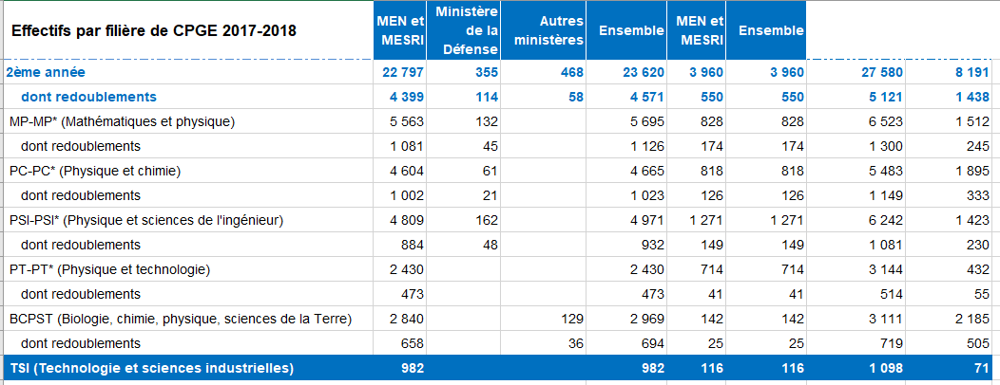 Effectifs par filière de CPGE 2017-2018 MEN et MESRI Ministère de la Défense Autres ministères Ensemble MEN et MESRI Ensemble
2ème année 22 797 355 468 23 620 3 960 3 960 27 580 8 191
dont redoublements 4 399 114 58 4 571 550 550 5 121 1 438
MP-MP* (Mathématiques et physique) 5 563 132 5 695 828 828 6 523 1 512
dont redoublements 1 081 45 1 126 174 174 1 300 245
PC-PC* (Physique et chimie) 4 604 61 4 665 818 818 5 483 1 895
dont redoublements 1 002 21 1 023 126 126 1 149 333
PSI-PSI* (Physique et sciences de l'ingénieur) 4 809 162 4 971 1 271 1 271 6 242 1 423
dont redoublements 884 48 932 149 149 1 081 230
PT-PT* (Physique et technologie) 2 430 2 430 714 714 3 144 432
dont redoublements 473 473 41 41 514 55
BCPST (Biologie, chimie, physique, sciences de la Terre) 2 840 129 2 969 142 142 3 111 2 185
dont redoublements 658 36 694 25 25 719 505
TSI (Technologie et sciences industrielles) 982 982 116 116 1 098 71